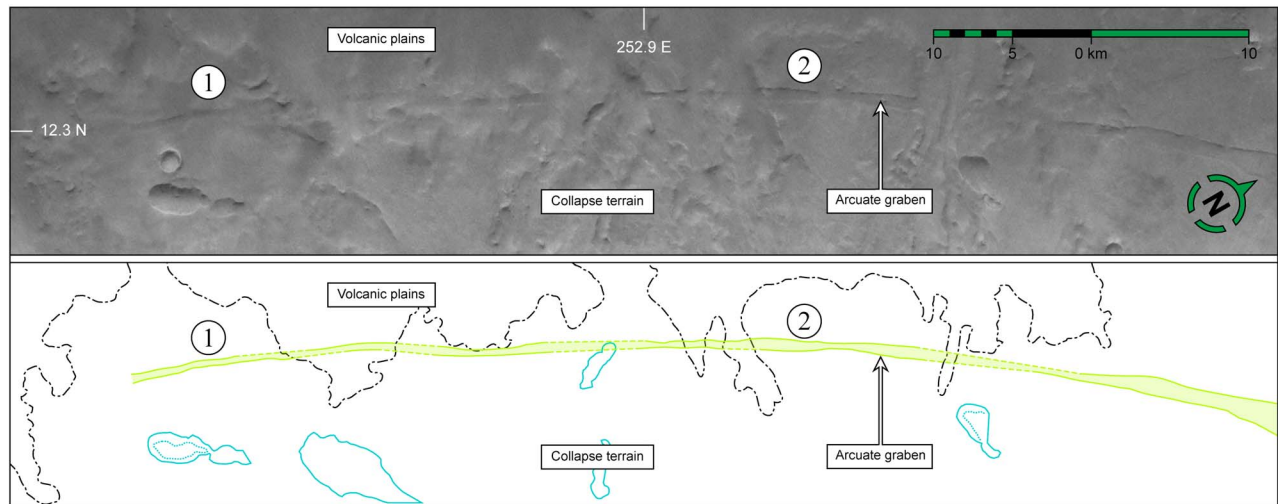 Volcanic plains
252.9 E
1
2
10 5 0 km 10
12.3 N
Collapse terrain
Arcuate graben
N
Volcanic plains
1
2
Collapse terrain
Arcuate graben